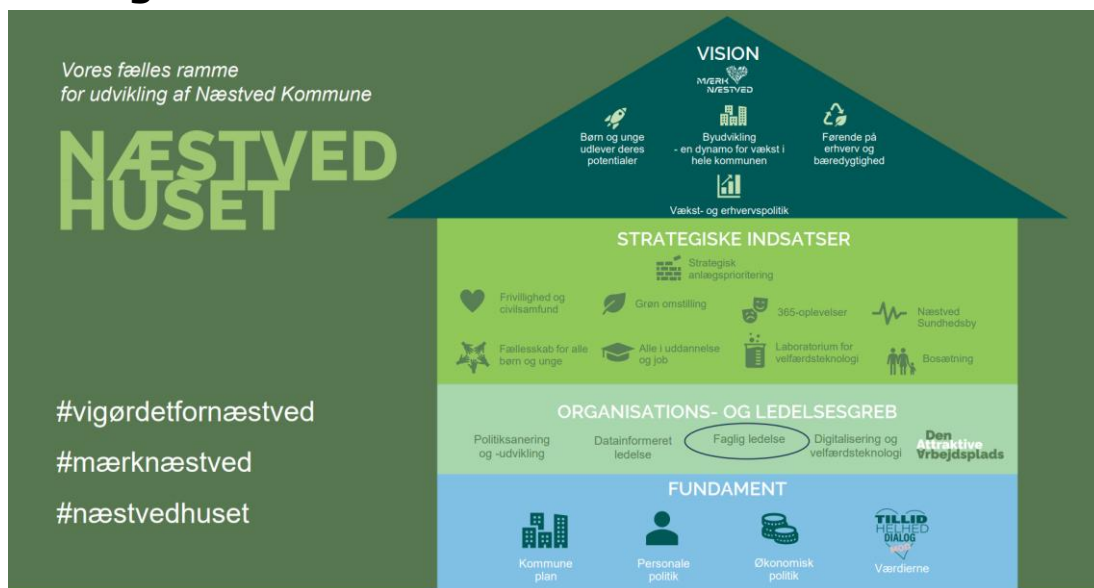 Vores fælles ramme
for udvikling af Næstved Kommune
NÆSTVED
HUSET
#vigørdetfornæstved
#mærknæstved
#næstvedhuset
VISION
MÆRK
NÆSTVED
Børn og unge
udlever deres
potentialer
Byudvikling
- en dynamo for vækst i
hele kommunen
Førende på
erhverv og
bæredygtighed
Vækst- og erhvervspolitik
STRATEGISKE INDSATSER
Strategisk
anlægsprioritering
Frivillighed og
civilsamfund
Grøn omstilling
365-oplevelser
Næstved
Sundhedsby
Fællesskab for alle
børn og unge
Alle i uddannelse
og job
Laboratorium for
velfærdsteknologi
Bosætning
ORGANISATIONS- OG LEDELSESGREB
Politiksanering
og -udvikling
Datainformeret
ledelse
Faglig ledelse
Digitalisering og
velfærdsteknologi
Den
Attraktive
Arbejdsplads
FUNDAMENT
Kommune
plan
Personale
politik
Økonomisk
politik
TILLID
HELHED
DIALOG
MOD
Værdierne